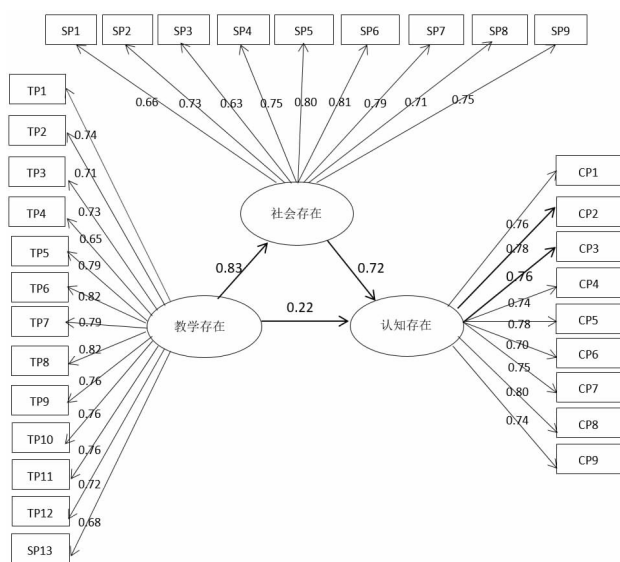 SP1 SP2 SP3 SP4 SP5 SP6 SP7 SP8 SP9
0.66 0.73 0.63 0.75 0.80 0.81 0.79 0.71 0.75
TP1
TP2
TP3
TP4
TP5
TP6
TP7
TP8
TP9
TP10
TP11
TP12
SP13
0.74
0.71
0.73
0.65
0.79
0.82
0.79
0.82
0.76
0.76
0.76
0.72
0.68
社会存在
0.83
0.72
教学存在
0.22
认知存在
CP1
CP2
CP3
CP4
CP5
CP6
CP7
CP8
CP9
0.76
0.78
0.76
0.74
0.78
0.70
0.75
0.80
0.74